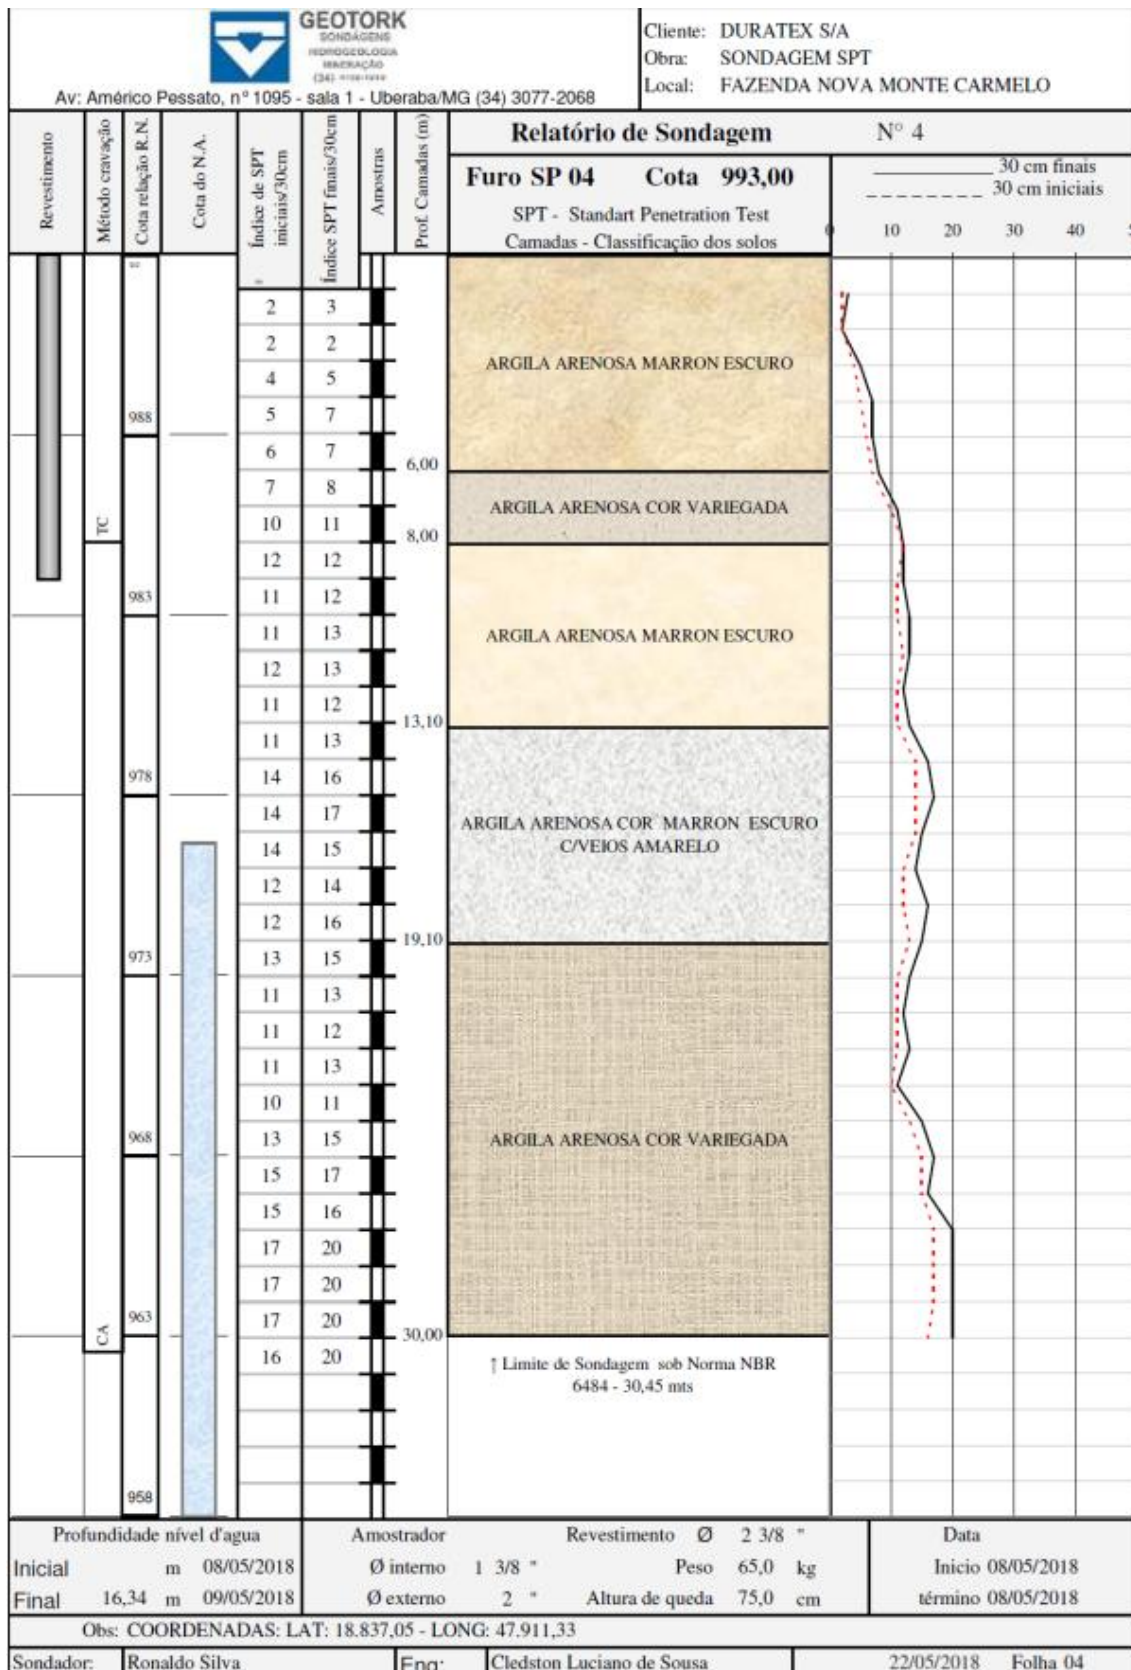 GEOTORK
SONDAGENS
HIDROGEOLOGIA
MINERAÇÃO
Av: Américo Pessato, n° 1095 - sala 1 - Uberaba/MG (34) 3077-2068
Cliente: DURATEX S/A
Obra: SONDAGEM SPT
Local: FAZENDA NOVA MONTE CARMELO
Revestimento
Método cravação
Cota relação R.N.
Cota do N.A.
Índice de SPT iniciais/30cm
Índice SPT finais/30cm
Amostras
Prof. Camadas (m)
Relatório de Sondagem N° 4
Furo SP 04 Cota 993,00
SPT - Standart Penetration Test
Camadas - Classificação dos solos
30 cm finais
30 cm iniciais
0 10 20 30 40
2 3
2 2
4 5
ARGILA ARENOSA MARRON ESCURO
5 7
988
6 7
6,00
7 8
ARGILA ARENOSA COR VARIEGADA
10 11
TC
8,00
12 12
11 12
983
11 13
ARGILA ARENOSA MARRON ESCURO
12 13
11 12
13,10
11 13
14 16
978
14 17
ARGILA ARENOSA COR MARRON ESCURO
C/VEIOS AMARELO
14 15
12 14
12 16
19,10
13 15
973
11 13
11 12
11 13
10 11
13 15
968
ARGILA ARENOSA COR VARIEGADA
15 17
15 16
17 20
17 20
17 20
963
CA
30,00
16 20
↑ Limite de Sondagem sob Norma NBR
6484 - 30,45 mts
958
Profundidade nível d'agua
Inicial m 08/05/2018
Final 16,34 m 09/05/2018
Amostrador Revestimento Ø 2 3/8 "
Ø interno 1 3/8 " Peso 65,0 kg
Ø externo 2 " Altura de queda 75,0 cm
Data
Inicio 08/05/2018
término 08/05/2018
Obs: COORDENADAS: LAT: 18.837,05 - LONG: 47.911,33
Sondador: Ronaldo Silva Eng: Cledston Luciano de Sousa 22/05/2018 Folha 04